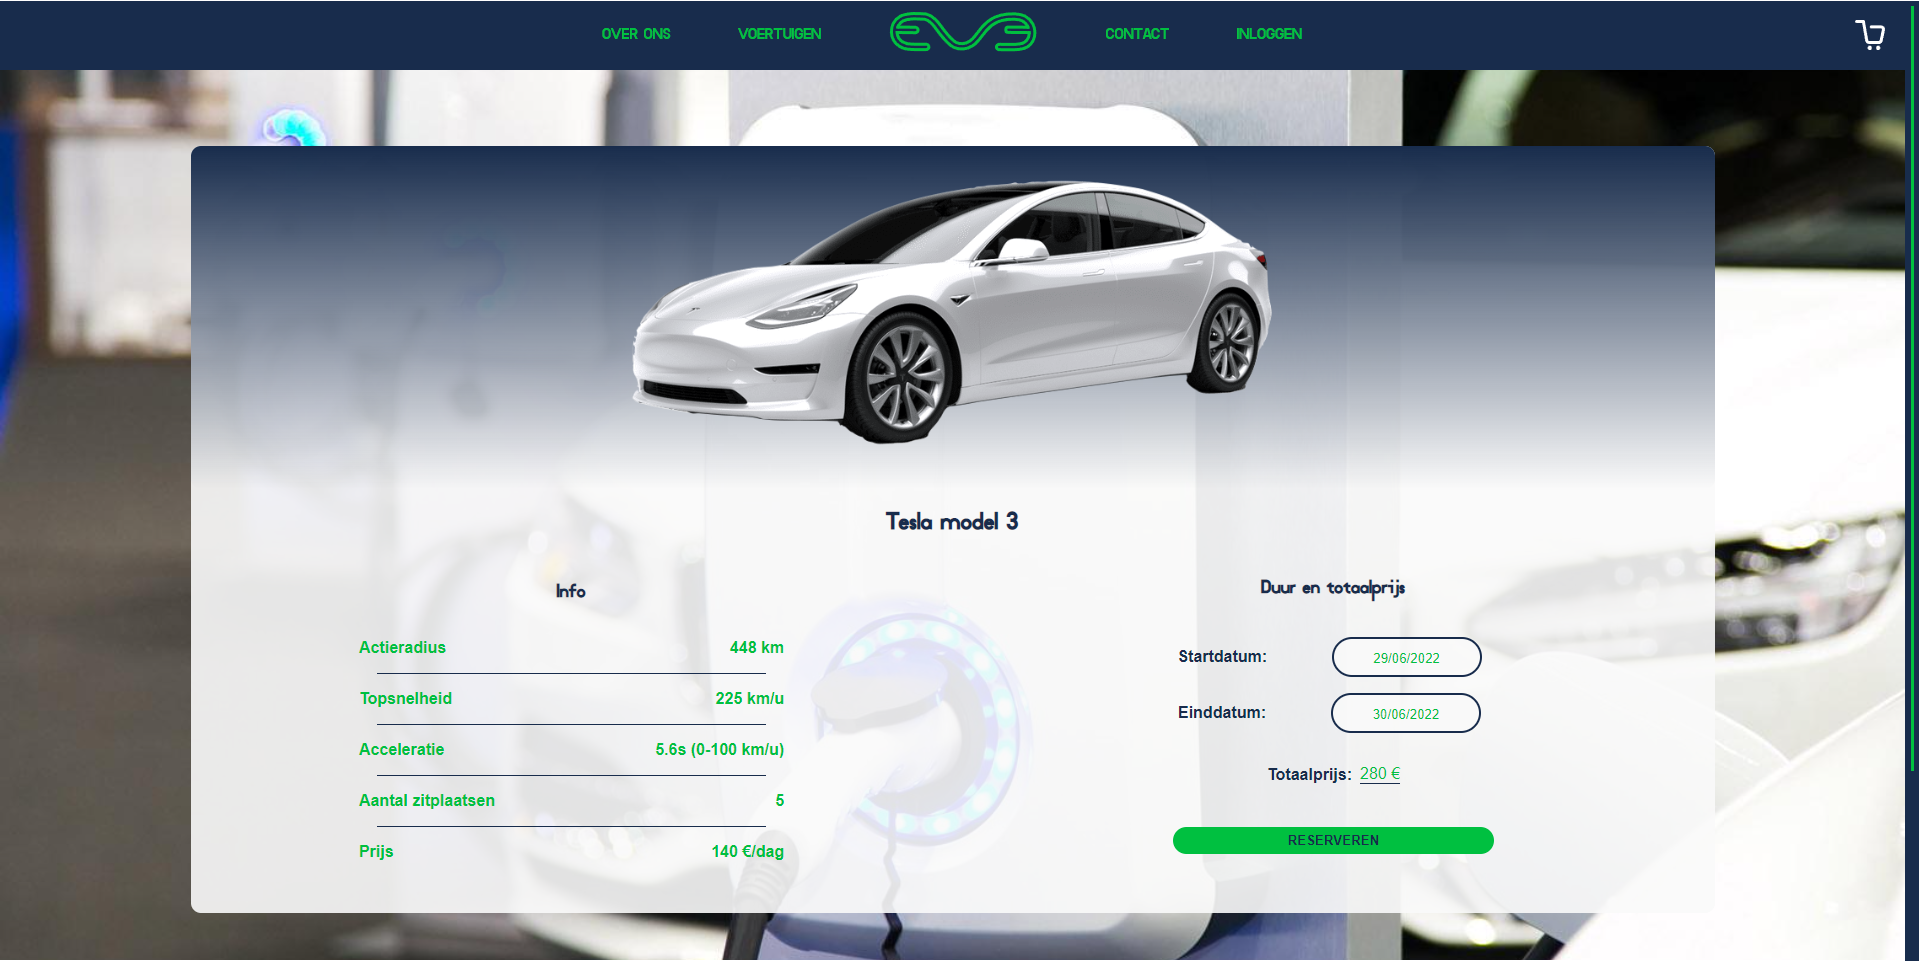 OVER ONS
VOERTUIGEN
EVE
CONTACT
INLOGGEN
Tesla model 3
Info
Actieradius 448 km
Topsnelheid 225 km/u
Acceleratie 5.6s (0-100 km/u)
Aantal zitplaatsen 5
Prijs 140 €/dag
Duur en totaalprijs
Startdatum: 29/06/2022
Einddatum: 30/06/2022
Totaalprijs: 280 €
RESERVEREN